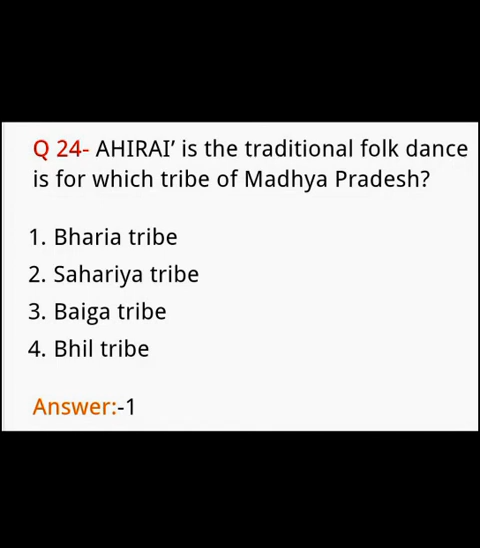 Q 24- AHIRAI’ is the traditional folk dance
is for which tribe of Madhya Pradesh?
1. Bharia tribe
2. Sahariya tribe
3. Baiga tribe
4. Bhil tribe
Answer:-1